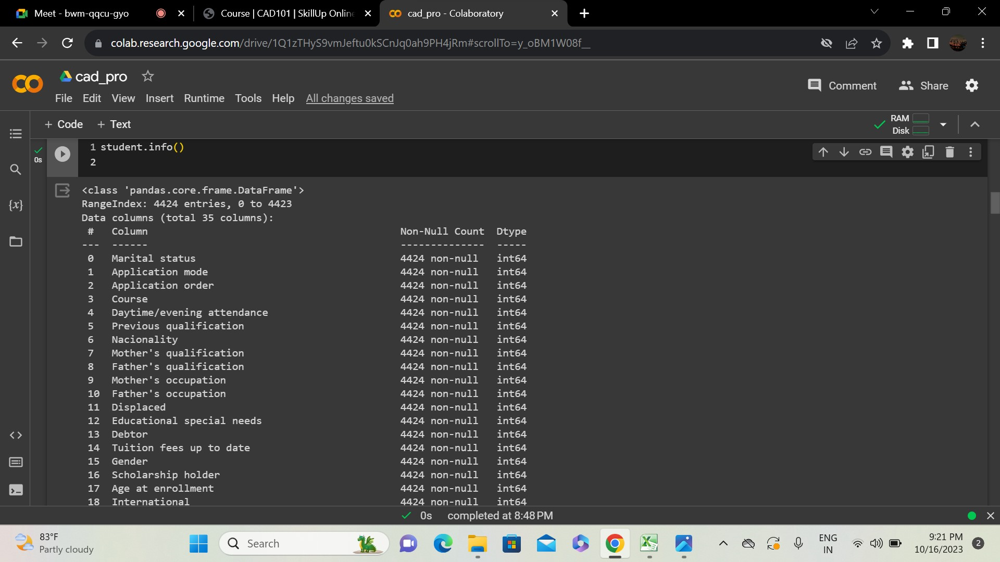 Meet - bwm-qqcu-gyo
Course | CAD101 | SkillUp Online
cad_pro - Colaboratory
colab.research.google.com/drive/1Q1zTHyS9vmJeftu0kSCnJq0ah9PH4jRm#scrollTo=y_oBM1W08f__
cad_pro
Comment
Share
File Edit View Insert Runtime Tools Help All changes saved
+ Code + Text
RAM
Disk
0s
1 student.info()
2
<class 'pandas.core.frame.DataFrame'>
RangeIndex: 4424 entries, 0 to 4423
Data columns (total 35 columns):
# Column Non-Null Count Dtype
--- ------ -------------- -----
0 Marital status 4424 non-null int64
1 Application mode 4424 non-null int64
2 Application order 4424 non-null int64
3 Course 4424 non-null int64
4 Daytime/evening attendance 4424 non-null int64
5 Previous qualification 4424 non-null int64
6 Nacionality 4424 non-null int64
7 Mother's qualification 4424 non-null int64
8 Father's qualification 4424 non-null int64
9 Mother's occupation 4424 non-null int64
10 Father's occupation 4424 non-null int64
11 Displaced 4424 non-null int64
12 Educational special needs 4424 non-null int64
13 Debtor 4424 non-null int64
14 Tuition fees up to date 4424 non-null int64
15 Gender 4424 non-null int64
16 Scholarship holder 4424 non-null int64
17 Age at enrollment 4424 non-null int64
18 International 4424 non-null int64
{x}
0s completed at 8:48 PM
83°F
Partly cloudy
Search
ENG
IN
9:21 PM
10/16/2023
2